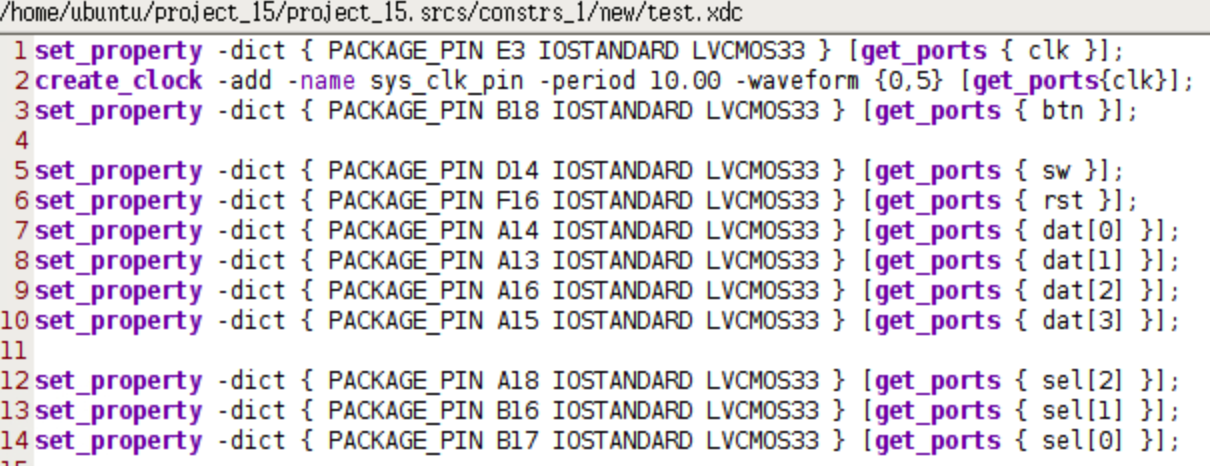 /home/ubuntu/project_15/project_15.srcs/constrs_1/new/test.xdc
1 set_property -dict { PACKAGE_PIN E3 IOSTANDARD LVCMOS33 } [get_ports { clk }];
2 create_clock -add -name sys_clk_pin -period 10.00 -waveform {0,5} [get_ports{clk}];
3 set_property -dict { PACKAGE_PIN B18 IOSTANDARD LVCMOS33 } [get_ports { btn }];
4
5 set_property -dict { PACKAGE_PIN D14 IOSTANDARD LVCMOS33 } [get_ports { sw }];
6 set_property -dict { PACKAGE_PIN F16 IOSTANDARD LVCMOS33 } [get_ports { rst }];
7 set_property -dict { PACKAGE_PIN A14 IOSTANDARD LVCMOS33 } [get_ports { dat[0] }];
8 set_property -dict { PACKAGE_PIN A13 IOSTANDARD LVCMOS33 } [get_ports { dat[1] }];
9 set_property -dict { PACKAGE_PIN A16 IOSTANDARD LVCMOS33 } [get_ports { dat[2] }];
10 set_property -dict { PACKAGE_PIN A15 IOSTANDARD LVCMOS33 } [get_ports { dat[3] }];
11
12 set_property -dict { PACKAGE_PIN A18 IOSTANDARD LVCMOS33 } [get_ports { sel[2] }];
13 set_property -dict { PACKAGE_PIN B16 IOSTANDARD LVCMOS33 } [get_ports { sel[1] }];
14 set_property -dict { PACKAGE_PIN B17 IOSTANDARD LVCMOS33 } [get_ports { sel[0] }];